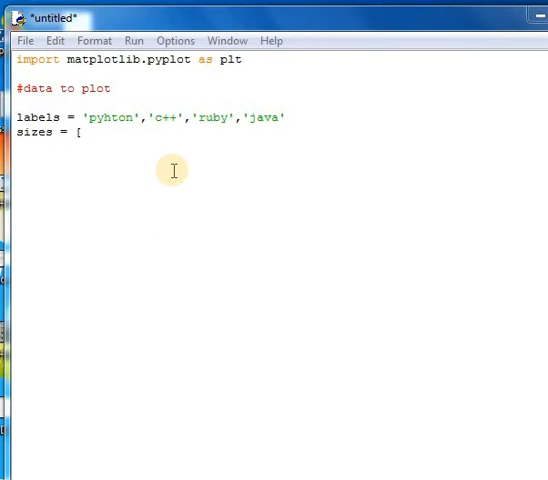 *untitled*
File Edit Format Run Options Window Help
import matplotlib.pyplot as plt
#data to plot
labels = 'pyhton','c++','ruby','java'
sizes = [